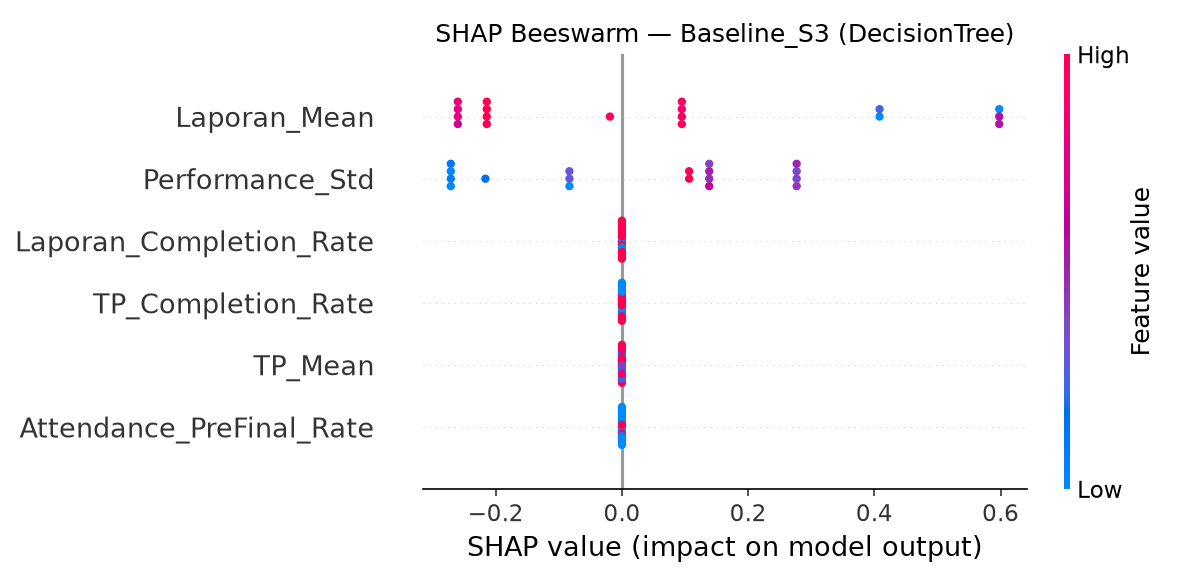 SHAP Beeswarm — Baseline_S3 (DecisionTree)
High
Laporan_Mean
Performance_Std
Laporan_Completion_Rate
TP_Completion_Rate
TP_Mean
Attendance_PreFinal_Rate
Feature value
Low
−0.2 0.0 0.2 0.4 0.6
SHAP value (impact on model output)